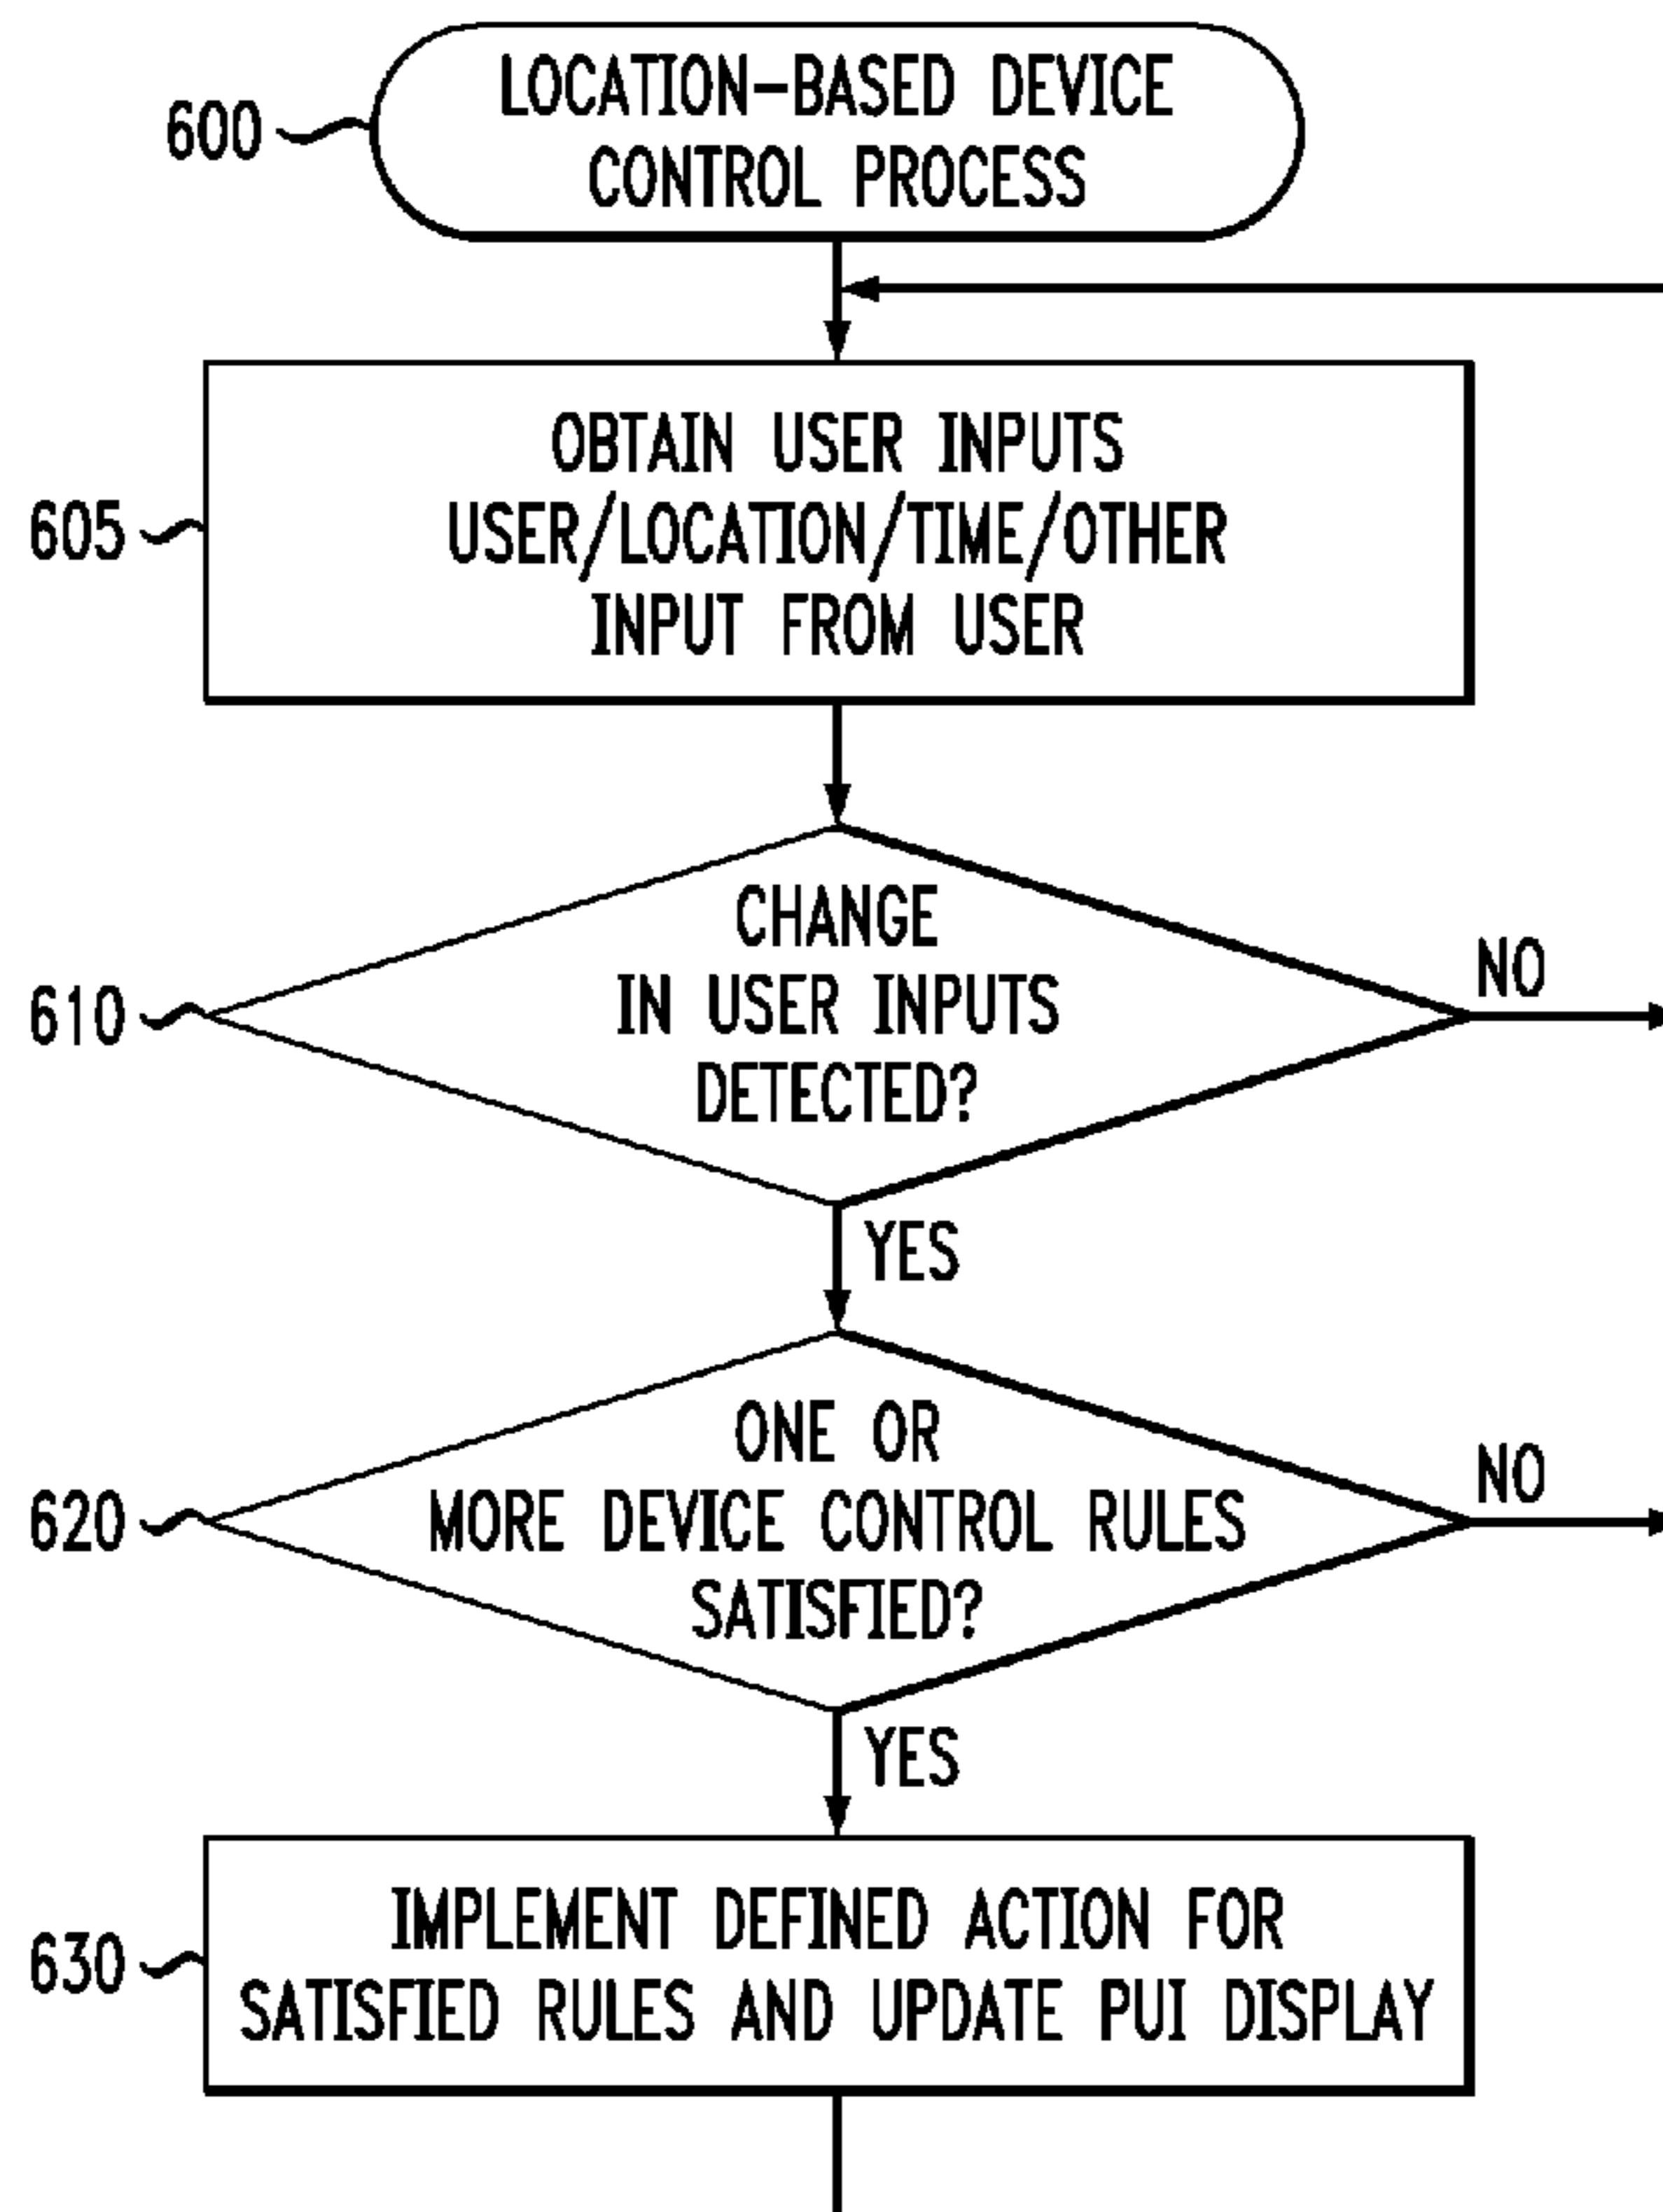 LOCATION-BASED DEVICE
CONTROL PROCESS
600
OBTAIN USER INPUTS
USER/LOCATION/TIME/OTHER
INPUT FROM USER
605
CHANGE
IN USER INPUTS
DETECTED?
610
NO
YES
ONE OR
MORE DEVICE CONTROL RULES
SATISFIED?
620
NO
YES
IMPLEMENT DEFINED ACTION FOR
SATISFIED RULES AND UPDATE PUI DISPLAY
630